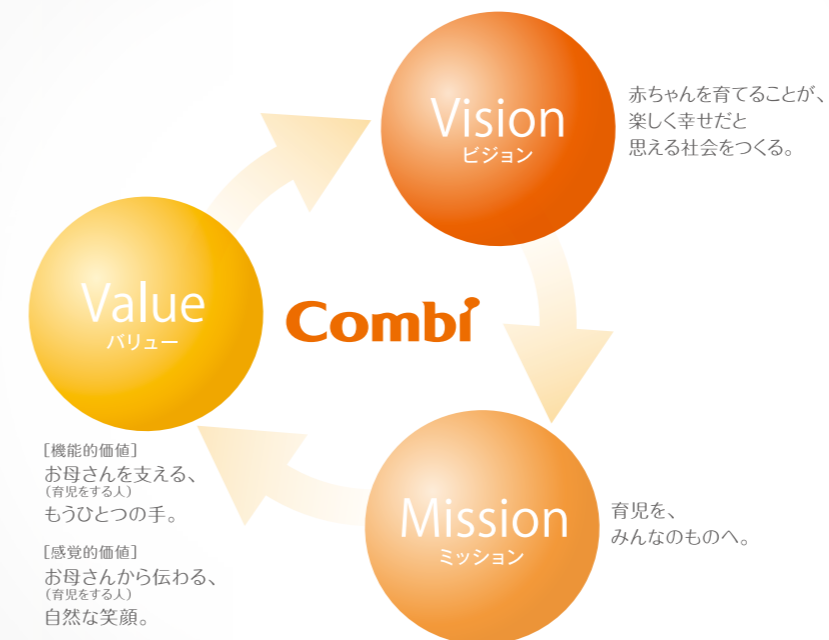 Vision
ビジョン
赤ちゃんを育てることが、
楽しく幸せだと
思える社会をつくる。
Value
バリュー
Combi
[機能的価値]
お母さんを支える、
(育児をする人)
もうひとつの手。
[感覚的価値]
お母さんから伝わる、
(育児をする人)
自然な笑顔。
Mission
ミッション
育児を、
みんなのものへ。